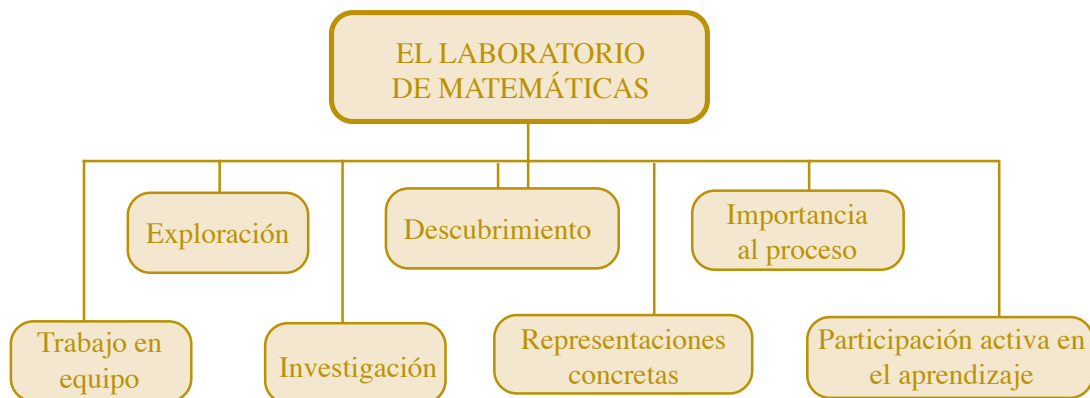 EL LABORATORIO
DE MATEMÁTICAS
Exploración
Descubrimiento
Importancia
al proceso
Trabajo en
equipo
Investigación
Representaciones
concretas
Participación activa en
el aprendizaje